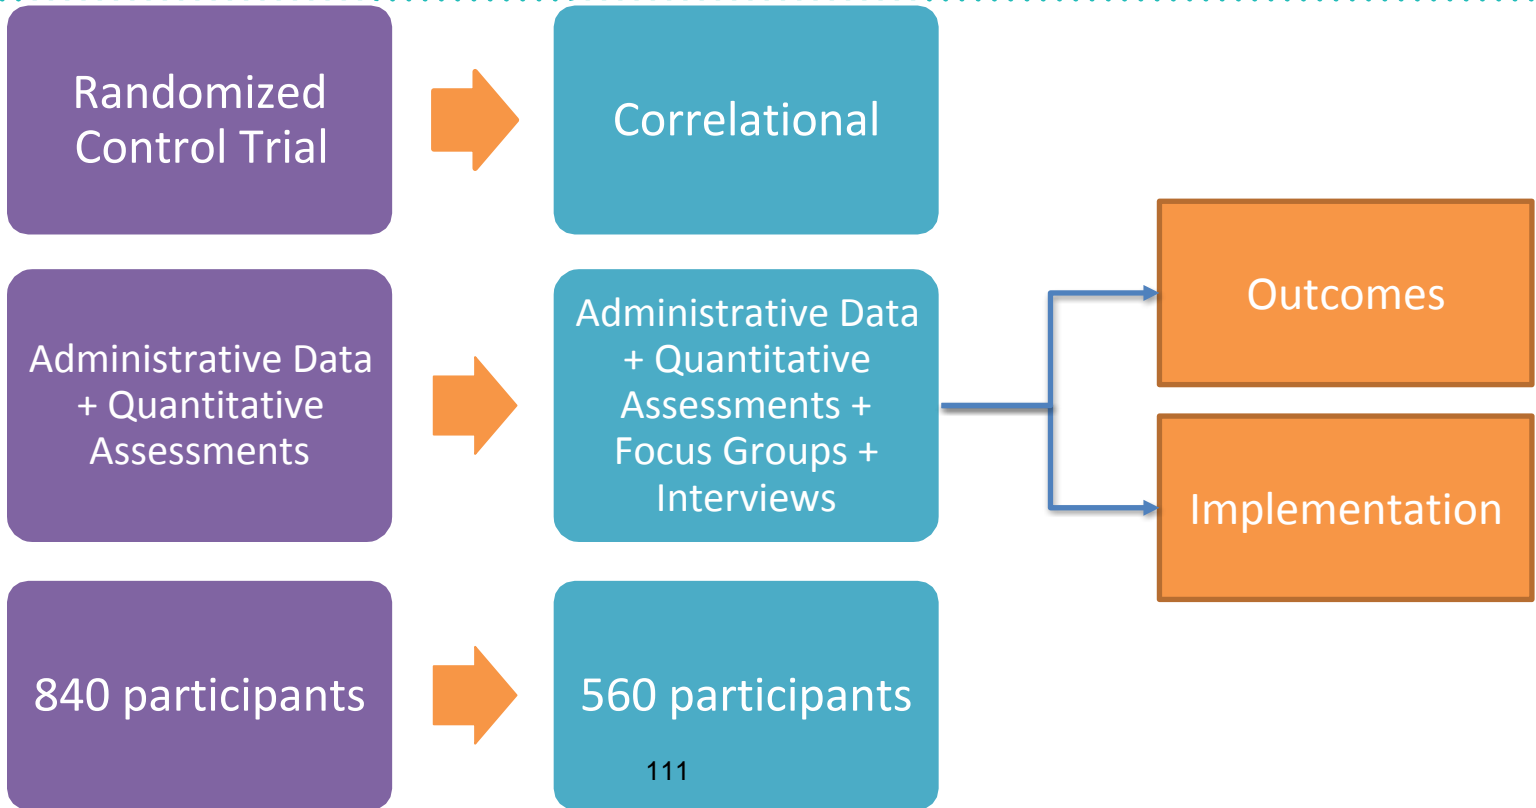 Randomized
Control Trial
Correlational
Administrative Data
+ Quantitative
Assessments
Administrative Data
+ Quantitative
Assessments +
Focus Groups +
Interviews
Outcomes
Implementation
840 participants
560 participants
111